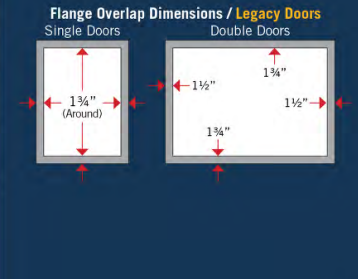 Flange Overlap Dimensions / Legacy Doors
Single Doors
Double Doors
1¾”
(Around)
1½”
1¾”
1½”
1¾”